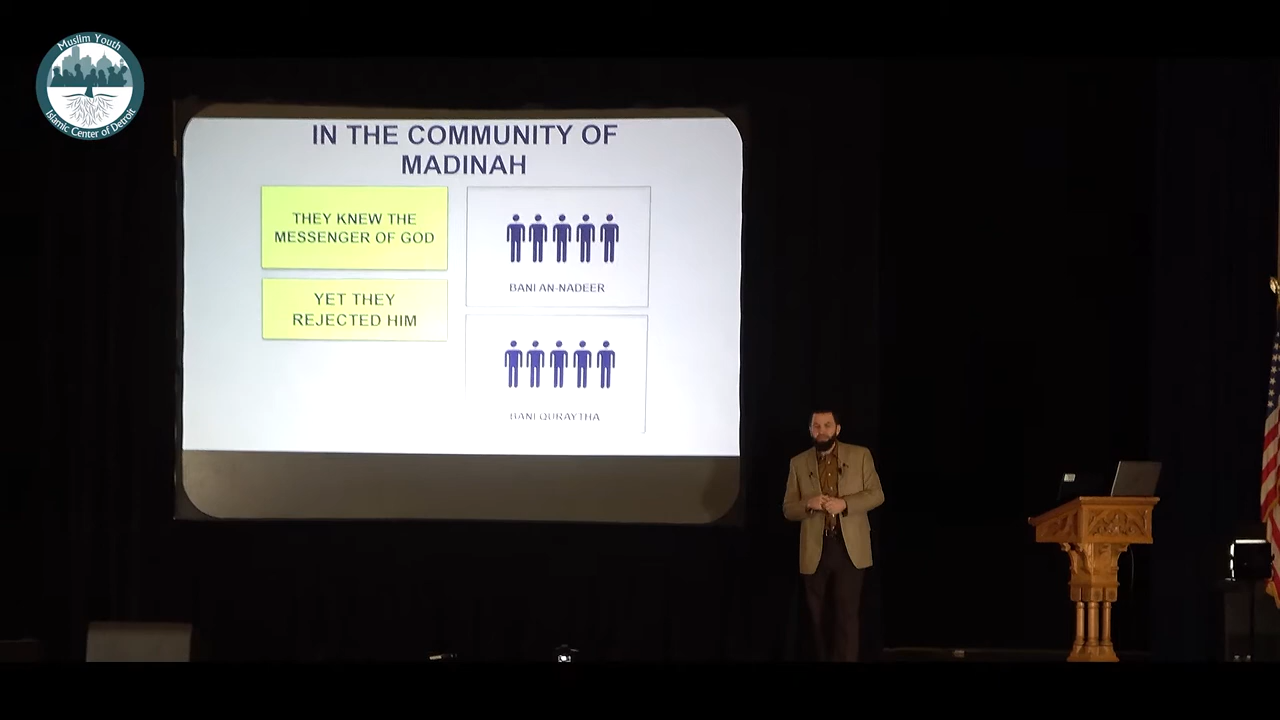 Muslim Youth
Islamic Center of Detroit
IN THE COMMUNITY OF
MADINAH
THEY KNEW THE
MESSENGER OF GOD
YET THEY
REJECTED HIM
BANI AN-NADEER
BANI QURAYTHA